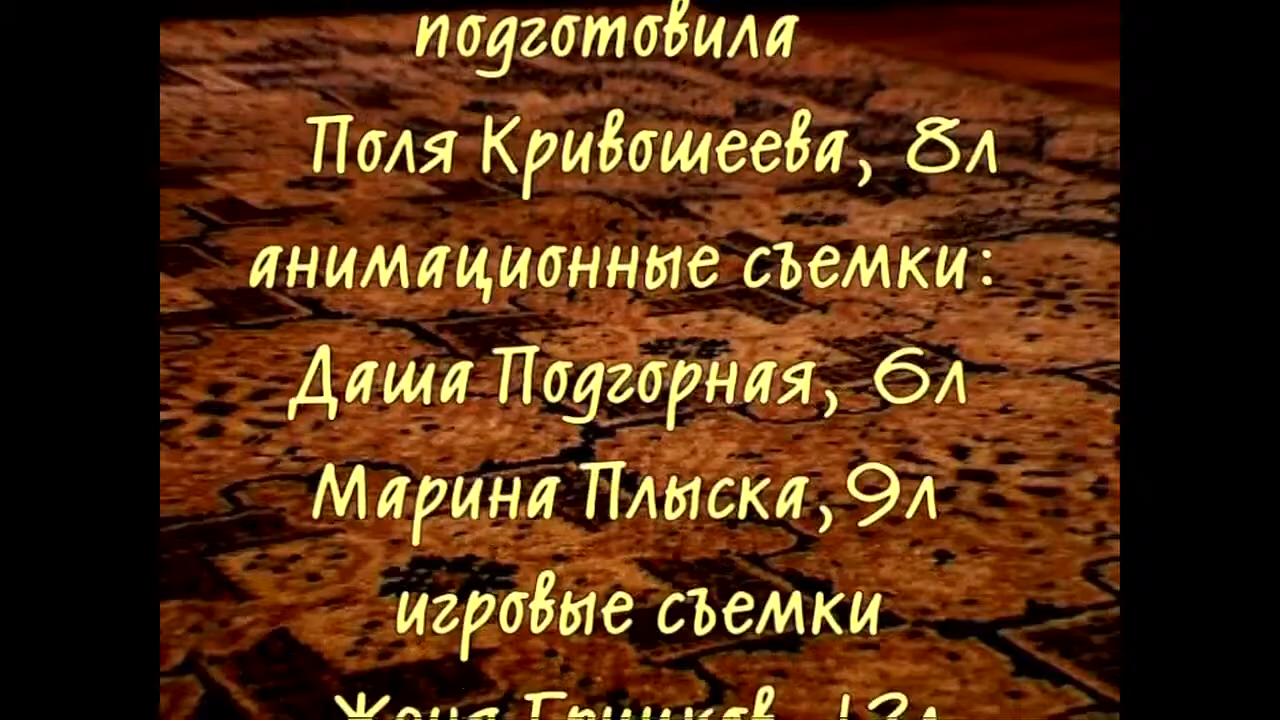 подготовила
Поля Кривошеева, 8л
анимационные съемки:
Даша Подгорная, 6л
Марина Плыска, 9л
игровые съемки